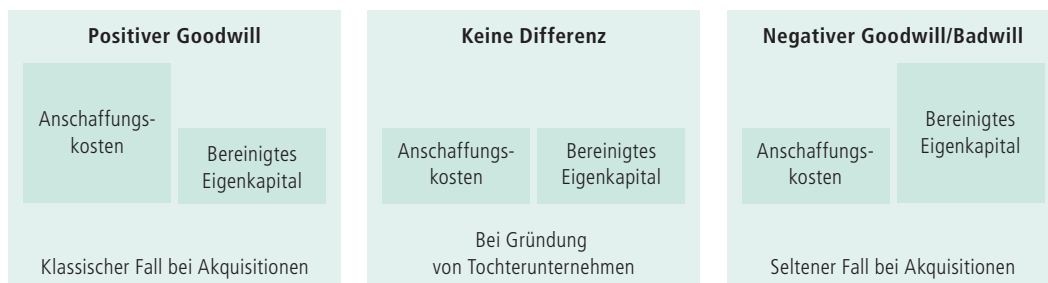 Positiver Goodwill
Anschaffungs-
kosten
Bereinigtes
Eigenkapital
Klassischer Fall bei Akquisitionen
Keine Differenz
Anschaffungs-
kosten
Bereinigtes
Eigenkapital
Bei Gründung
von Tochterunternehmen
Negativer Goodwill/Badwill
Anschaffungs-
kosten
Bereinigtes
Eigenkapital
Seltener Fall bei Akquisitionen